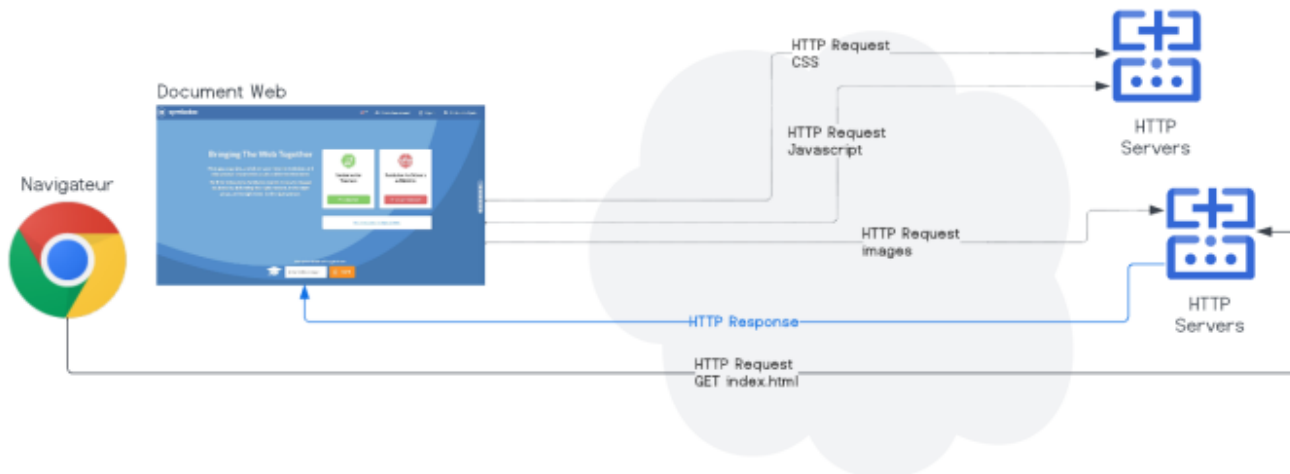 HTTP Request
CSS
Document Web
HTTP Request
Javascript
HTTP
Servers
Bringing The Web Together
Navigateur
HTTP Request
images
HTTP
Servers
HTTP Response
HTTP Request
GET index.html